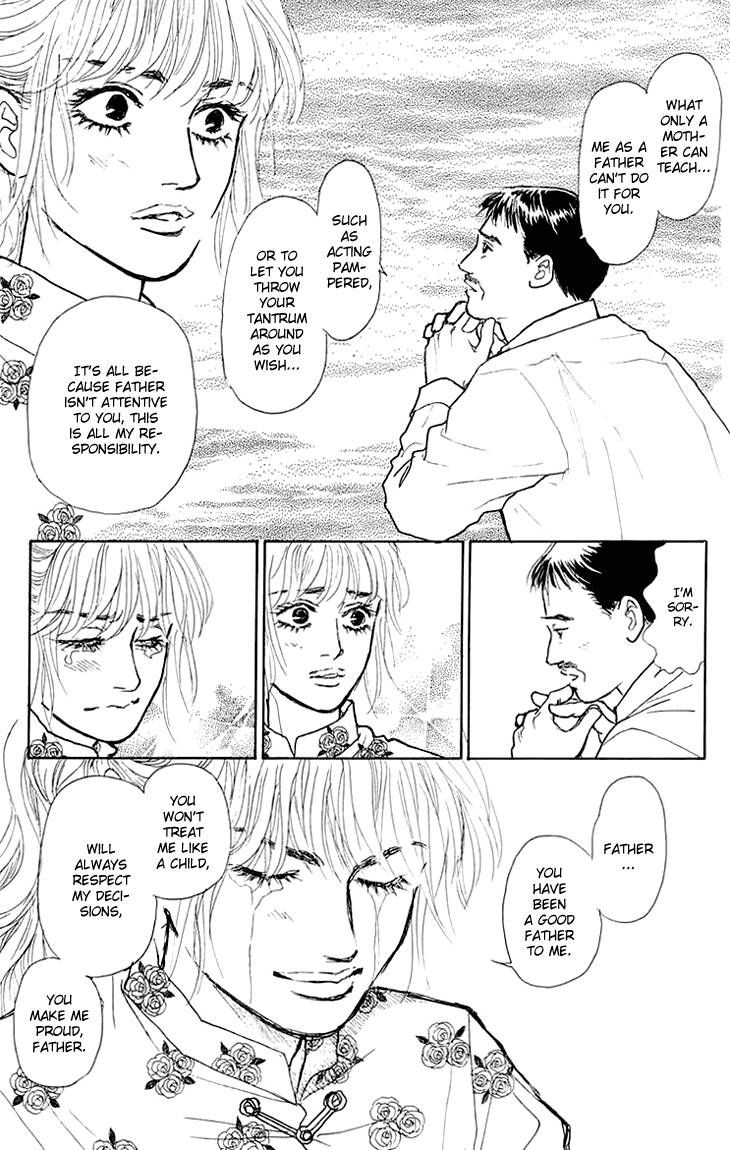 WHAT
ONLY A
MOTH-
ER CAN
TEACH...
ME AS A
FATHER
CAN'T DO
IT FOR
YOU.
SUCH
AS
ACTING
PAM-
PERED,
OR TO
LET YOU
THROW
YOUR
TANTRUM
AROUND
AS YOU
WISH...
IT'S ALL BE-
CAUSE FATHER
ISN'T ATTENTIVE
TO YOU, THIS
IS ALL MY RE-
SPONSIBILITY.
I'M
SOR-
RY.
FATHER
...
YOU
HAVE
BEEN
A GOOD
FATHER
TO ME.
YOU
WON'T
TREAT
ME LIKE
A CHILD,
WILL
ALWAYS
RESPECT
MY DECI-
SIONS,
YOU
MAKE ME
PROUD,
FATHER.